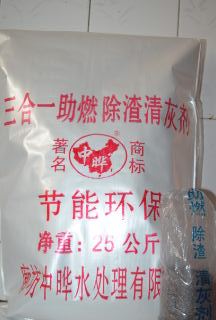 三合一助燃 除渣清灰剂
著名 中晔 ® 商标
节能环保
净重：25 公斤
廊坊中晔水处理有限
助燃 除渣 清灰剂